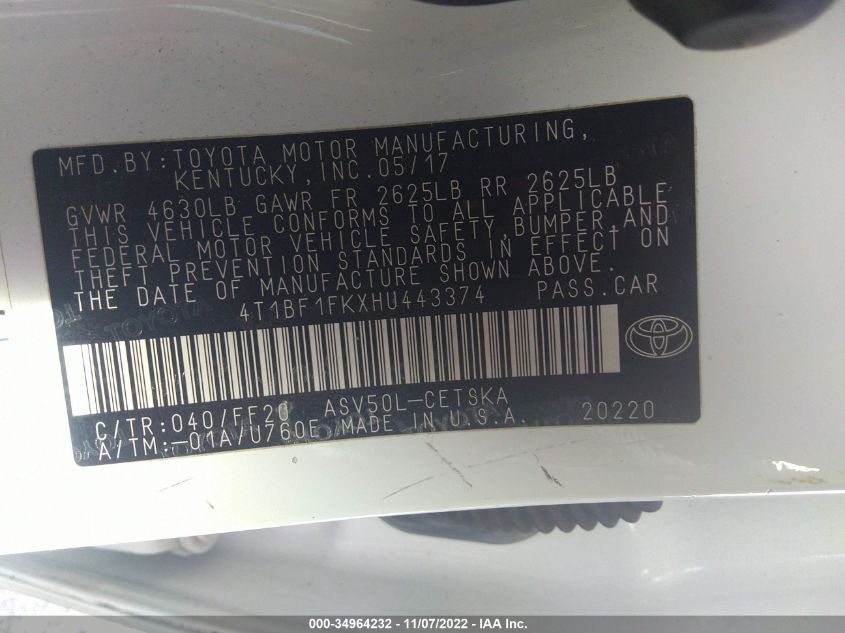 MFD.BY:TOYOTA MOTOR MANUFACTURING,
KENTUCKY,INC.05/17
GVWR 4630LB GAWR FR 2625LB RR 2625LB
THIS VEHICLE CONFORMS TO ALL APPLICABLE
FEDERAL MOTOR VEHICLE SAFETY,BUMPER,AND
THEFT PREVENTION STANDARDS IN EFFECT ON
THE DATE OF MANUFACTURE SHOWN ABOVE.
4T1BF1FKXHU443374 PASS.CAR
TOYOTA
C/TR:040/FF20 ASV50L-CETSKA
A/TM:-01A/U760E MADE IN U.S.A. 20220
000-34964232 - 11/07/2022 - IAA Inc.